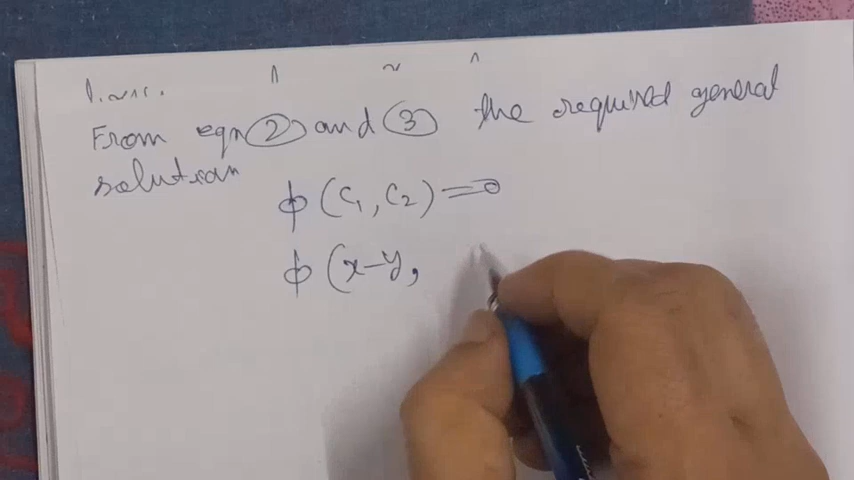 From eqn ② and ③ the required general
solution
ϕ(C₁, C₂) = 0
ϕ(x-y,